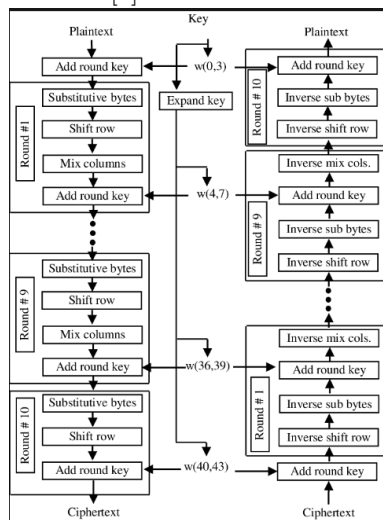 Key
Plaintext
Add round key
Round #1
Substitutive bytes
Shift row
Mix columns
Add round key
Round # 9
Substitutive bytes
Shift row
Mix columns
Add round key
Round # 10
Substitutive bytes
Shift row
Add round key
Ciphertext
Expand key
w(0,3)
w(4,7)
w(36,39)
w(40,43)
Plaintext
Add round key
Round # 10
Inverse sub bytes
Inverse shift row
Inverse mix cols.
Add round key
Round # 9
Inverse sub bytes
Inverse shift row
Inverse mix cols.
Add round key
Round # 1
Inverse sub bytes
Inverse shift row
Add round key
Ciphertext